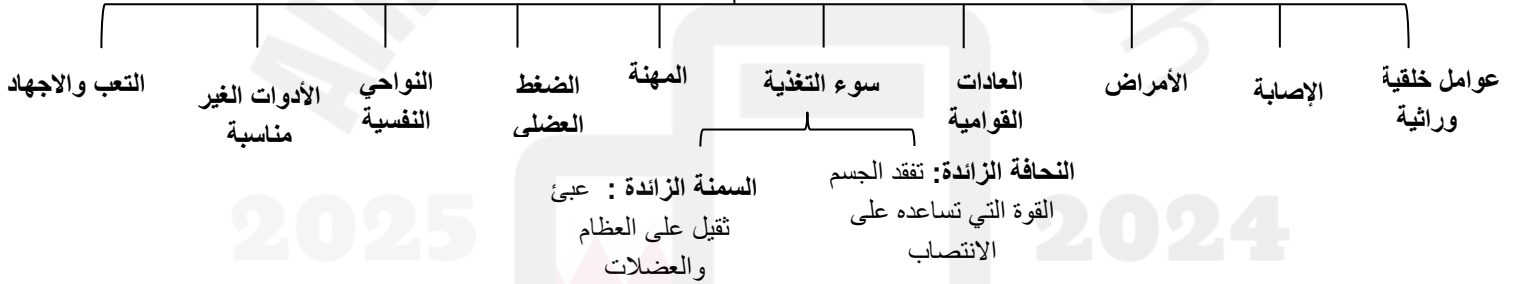 عوامل خلقية
وراثية
الإصابة
الأمراض
العادات
القوامية
سوء التغذية
المهنة
الضغط
العضلي
النواحي
النفسية
الأدوات الغير
مناسبة
التعب والاجهاد
النحافة الزائدة: تفقد الجسم
القوة التي تساعده على
الانتصاب
السمنة الزائدة : عبئ
ثقيل على العظام
والعضلات
2025
2024